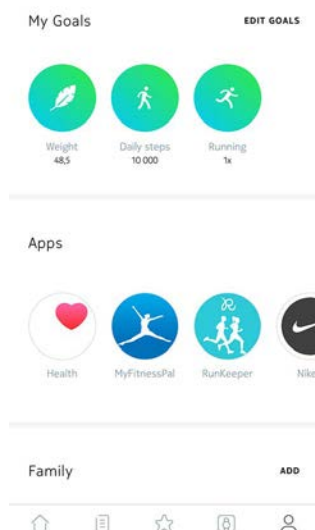 My Goals EDIT GOALS
Weight Daily steps Running
48,5 10 000 1x
Apps
Health MyFitnessPal RunKeeper Nike
Family ADD